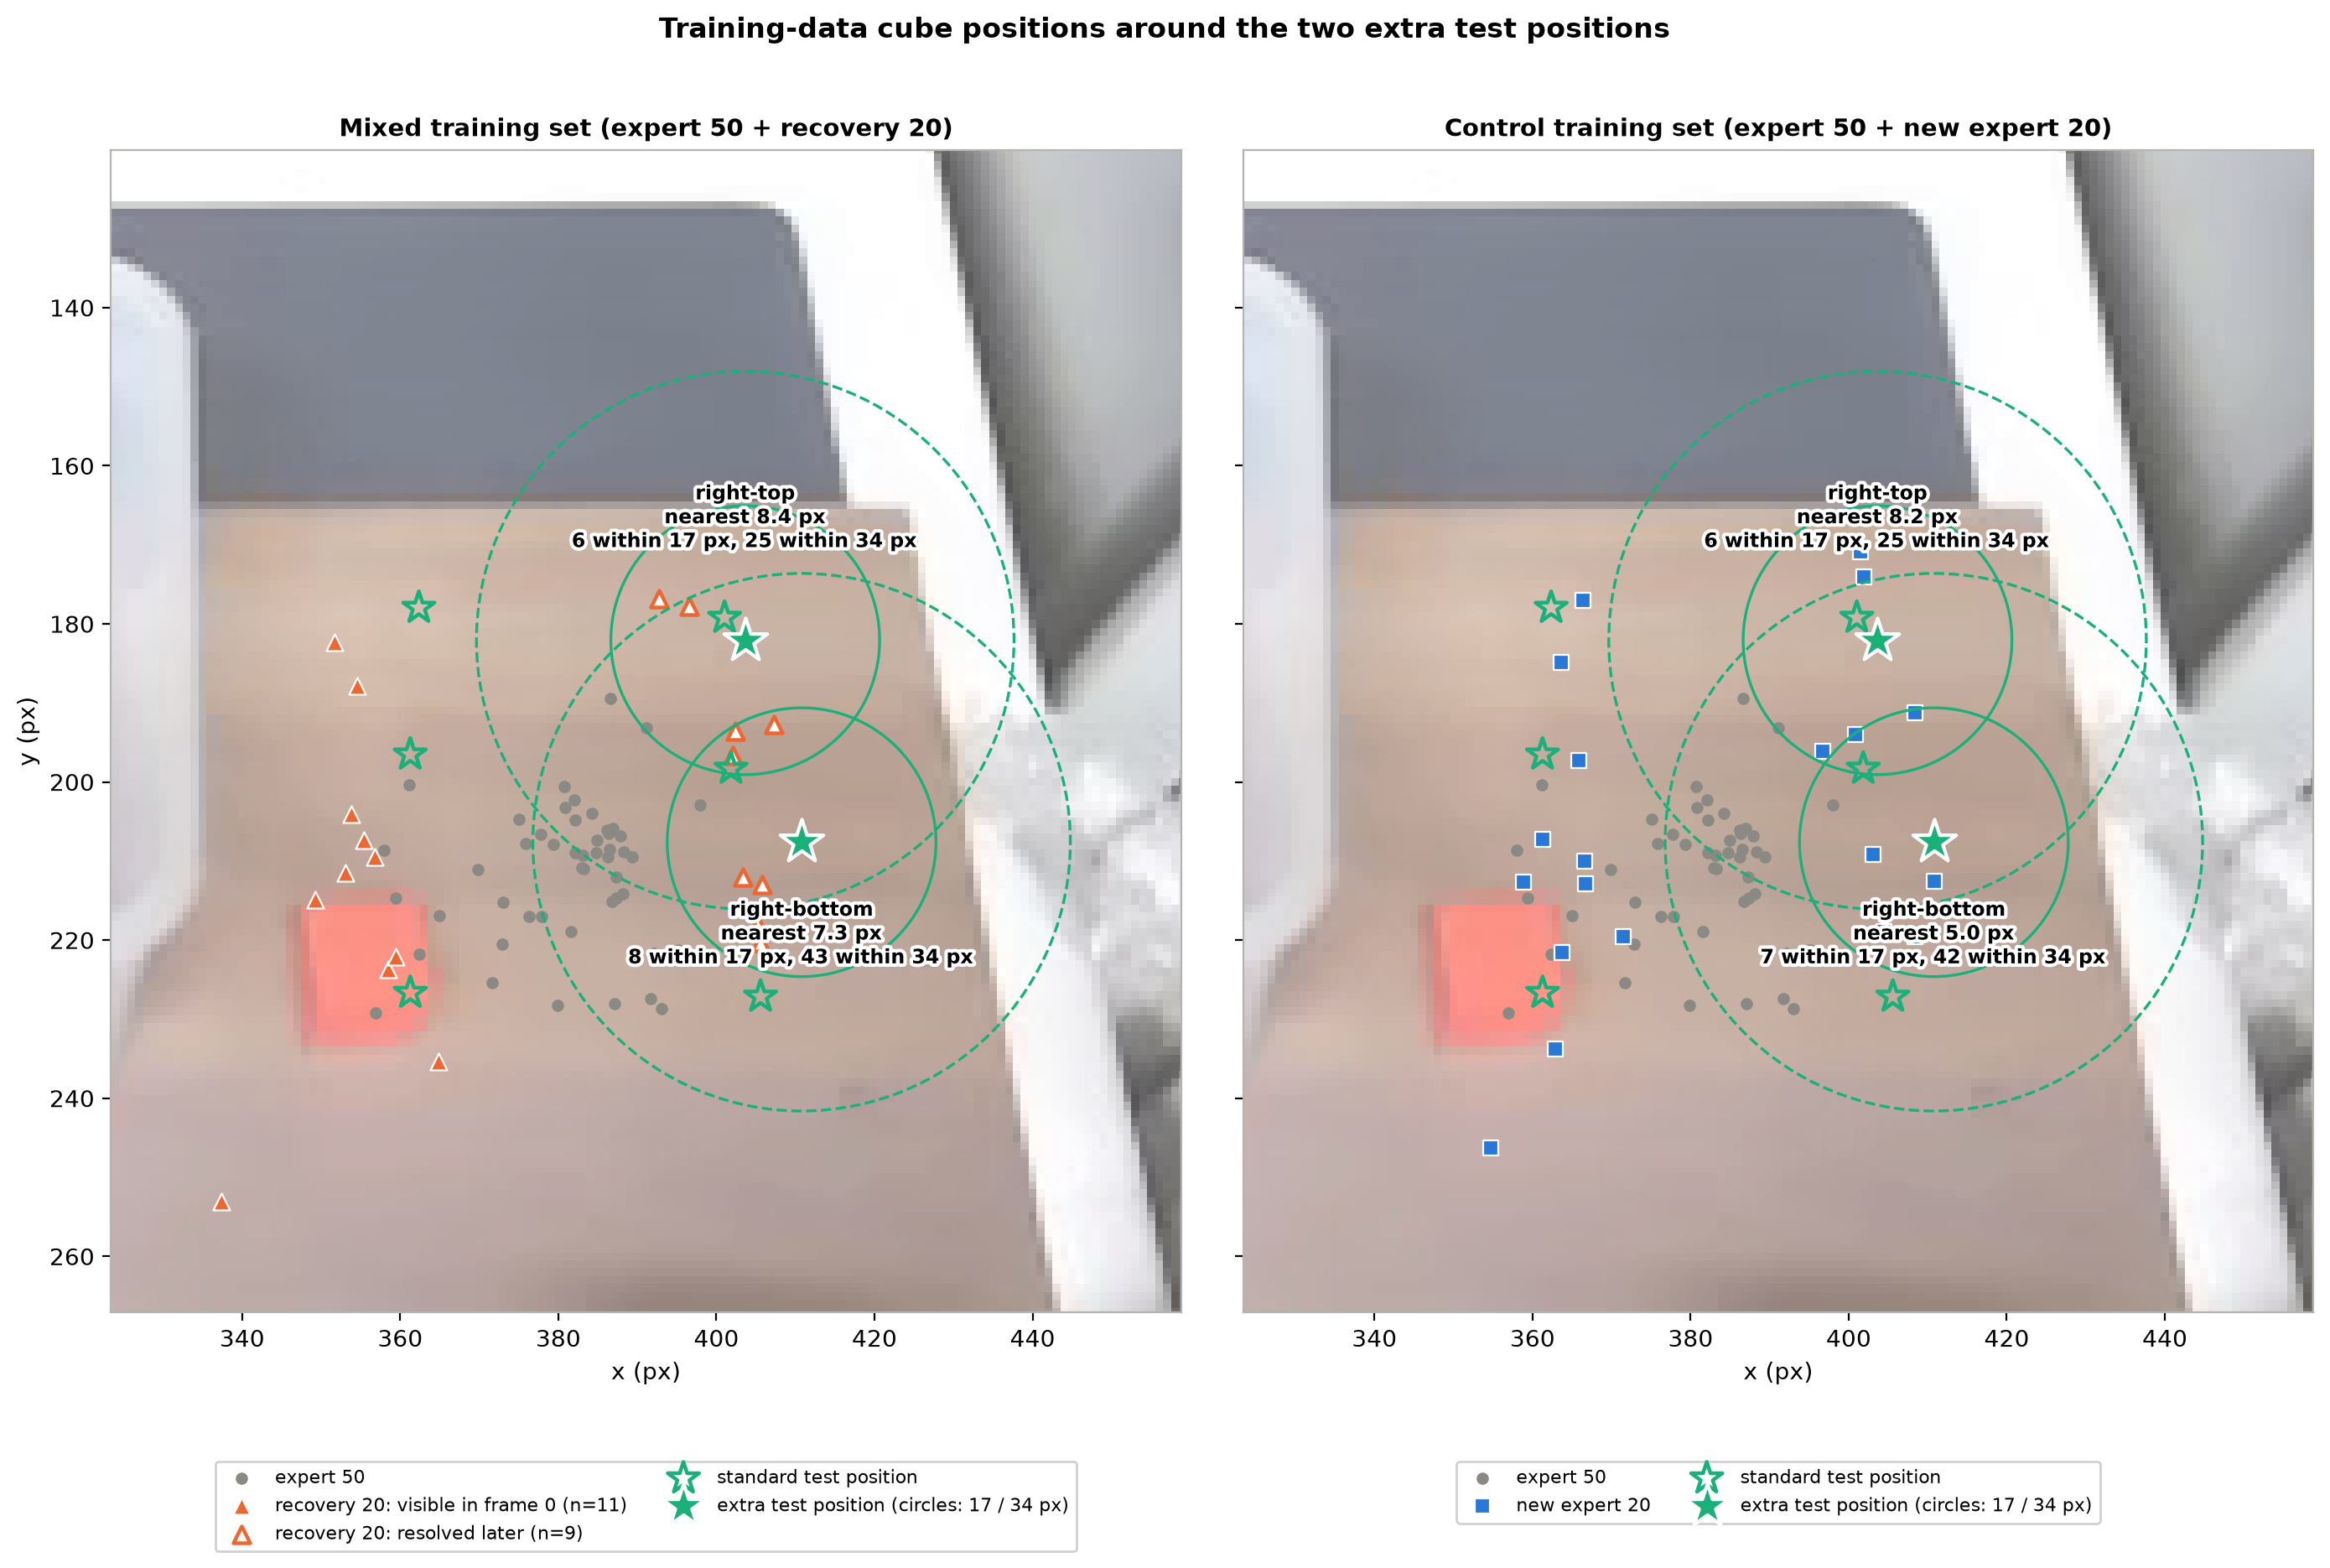 Training-data cube positions around the two extra test positions
Mixed training set (expert 50 + recovery 20)
right-top
nearest 8.4 px
6 within 17 px, 25 within 34 px
right-bottom
nearest 7.3 px
8 within 17 px, 43 within 34 px
y (px)
140
160
180
200
220
240
260
340
360
380
400
420
440
x (px)
expert 50
recovery 20: visible in frame 0 (n=11)
recovery 20: resolved later (n=9)
standard test position
extra test position (circles: 17 / 34 px)
Control training set (expert 50 + new expert 20)
right-top
nearest 8.2 px
6 within 17 px, 25 within 34 px
right-bottom
nearest 5.0 px
7 within 17 px, 42 within 34 px
340
360
380
400
420
440
x (px)
expert 50
new expert 20
standard test position
extra test position (circles: 17 / 34 px)